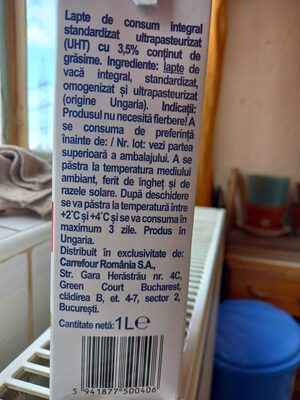 Lapte de consum integral
standardizat ultrapasteurizat
(UHT) cu 3,5% conținut de
grăsime. Ingrediente: lapte de
vacă integral, standardizat,
omogenizat și ultrapasteurizat
(origine Ungaria). Indicații:
Produsul nu necesită fierbere! A
se consuma de preferință
înainte de: / Nr. lot: vezi partea
superioară a ambalajului. A se
păstra la temperatura mediului
ambiant, ferit de îngheț și de
razele solare. După deschidere
se va păstra la temperatura între
+2°C și +4°C și se va consuma în
maximum 3 zile. Produs în
Ungaria.
Distribuit în exclusivitate de:
Carrefour România S.A.,
Str. Gara Herăstrău nr. 4C,
Green Court Bucharest,
clădirea B, et. 4-7, sector 2,
București.
Cantitate netă: 1L℮
5 941877 500406